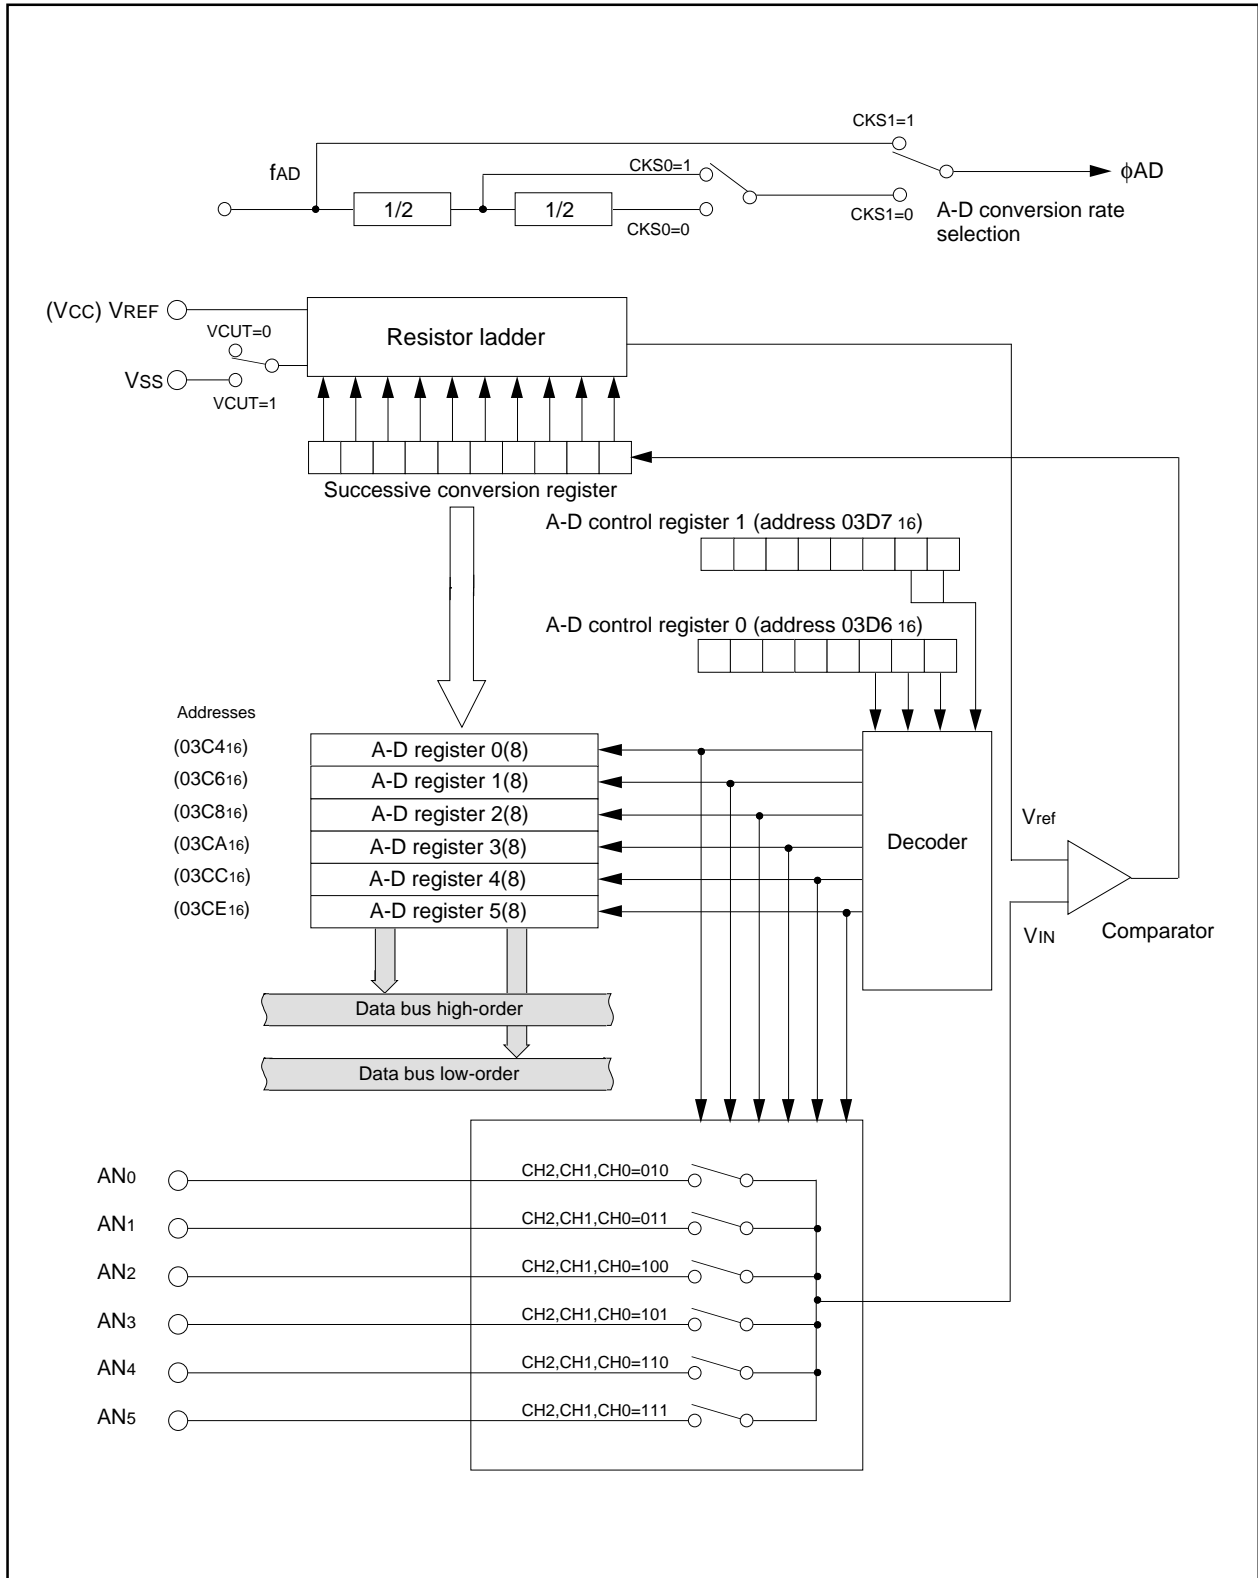 CKS1=1
fAD
CKS0=1
ϕAD
1/2
1/2
CKS0=0
CKS1=0
A-D conversion rate
selection
(VCC) VREF
VCUT=0
Resistor ladder
VSS
VCUT=1
Successive conversion register
A-D control register 1 (address 03D7 16)
A-D control register 0 (address 03D6 16)
Addresses
(03C416)
A-D register 0(8)
(03C616)
A-D register 1(8)
(03C816)
A-D register 2(8)
(03CA16)
A-D register 3(8)
(03CC16)
A-D register 4(8)
(03CE16)
A-D register 5(8)
Decoder
Vref
VIN
Comparator
Data bus high-order
Data bus low-order
AN0
CH2,CH1,CH0=010
AN1
CH2,CH1,CH0=011
AN2
CH2,CH1,CH0=100
AN3
CH2,CH1,CH0=101
AN4
CH2,CH1,CH0=110
AN5
CH2,CH1,CH0=111